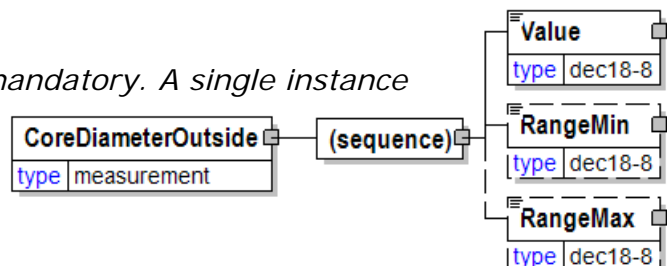 Value
type dec18-8
mandatory. A single instance
RangeMin
CoreDiameterOutside
(sequence)
type dec18-8
type measurement
RangeMax
type dec18-8